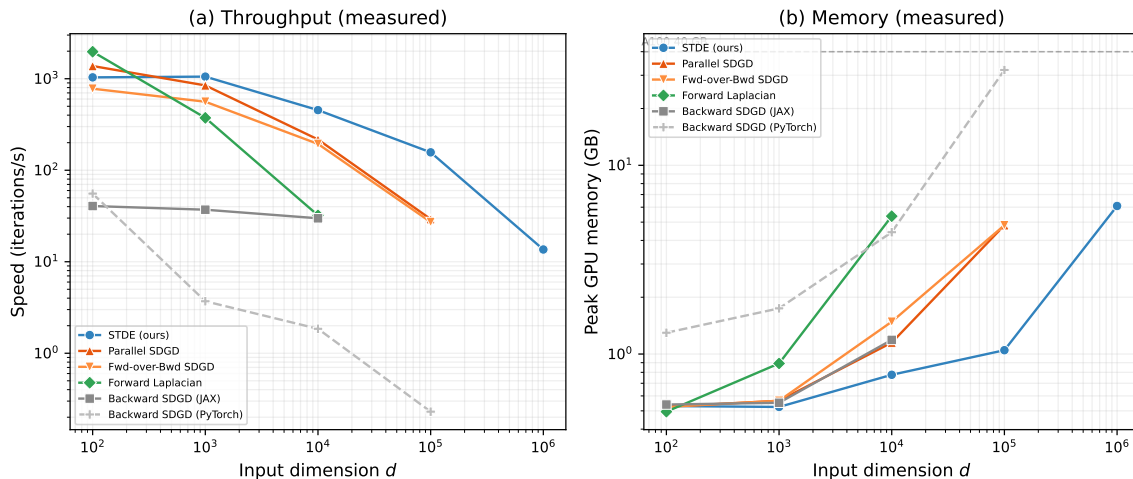 (a) Throughput (measured)
Speed (iterations/s)
10³
10²
10¹
10⁰
STDE (ours)
Parallel SDGD
Fwd-over-Bwd SDGD
Forward Laplacian
Backward SDGD (JAX)
Backward SDGD (PyTorch)
10² 10³ 10⁴ 10⁵ 10⁶
Input dimension d
(b) Memory (measured)
Peak GPU memory (GB)
10¹
10⁰
STDE (ours)
Parallel SDGD
Fwd-over-Bwd SDGD
Forward Laplacian
Backward SDGD (JAX)
Backward SDGD (PyTorch)
10² 10³ 10⁴ 10⁵ 10⁶
Input dimension d